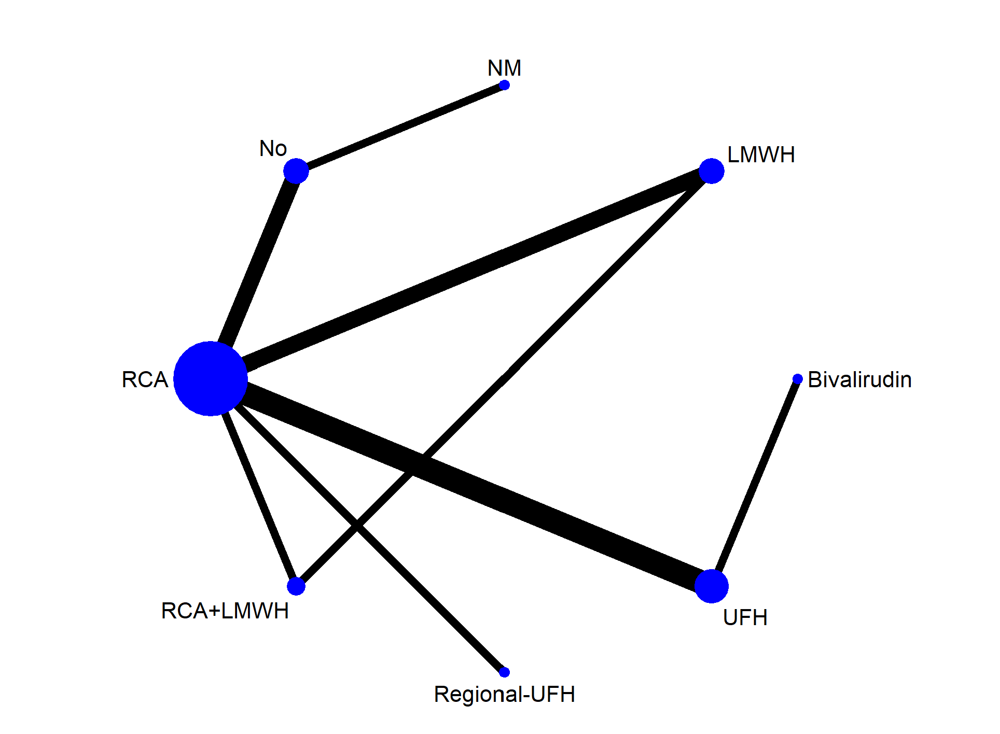 NM
No
LMWH
RCA
Bivalirudin
RCA+LMWH
UFH
Regional-UFH